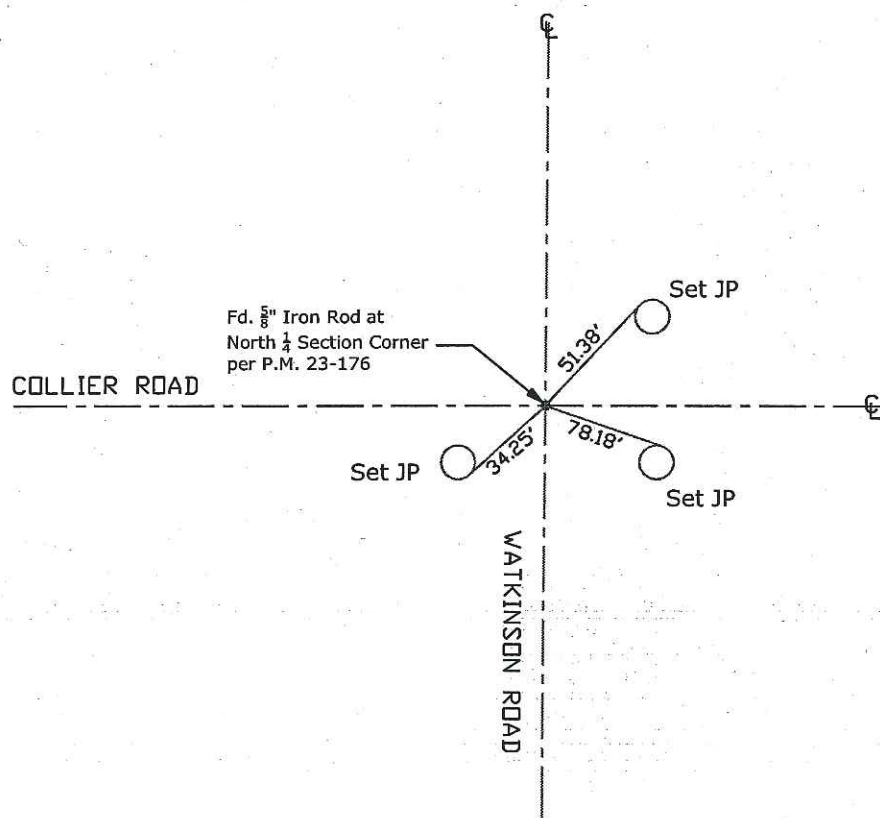 ℄
Set JP
Fd. 5/8" Iron Rod at
North 1/4 Section Corner
per P.M. 23-176
51.38'
COLLIER ROAD
℄
78.18'
34.25'
Set JP
Set JP
WATKINSON ROAD